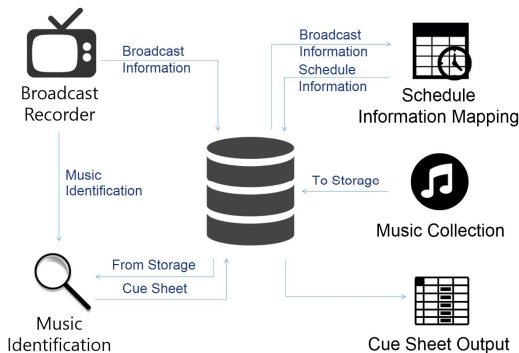 Broadcast
Information
Broadcast
Recorder
Broadcast
Information
Schedule
Information
Schedule
Information Mapping
Music
Identification
To Storage
Music Collection
From Storage
Cue Sheet
Music
Identification
Cue Sheet Output